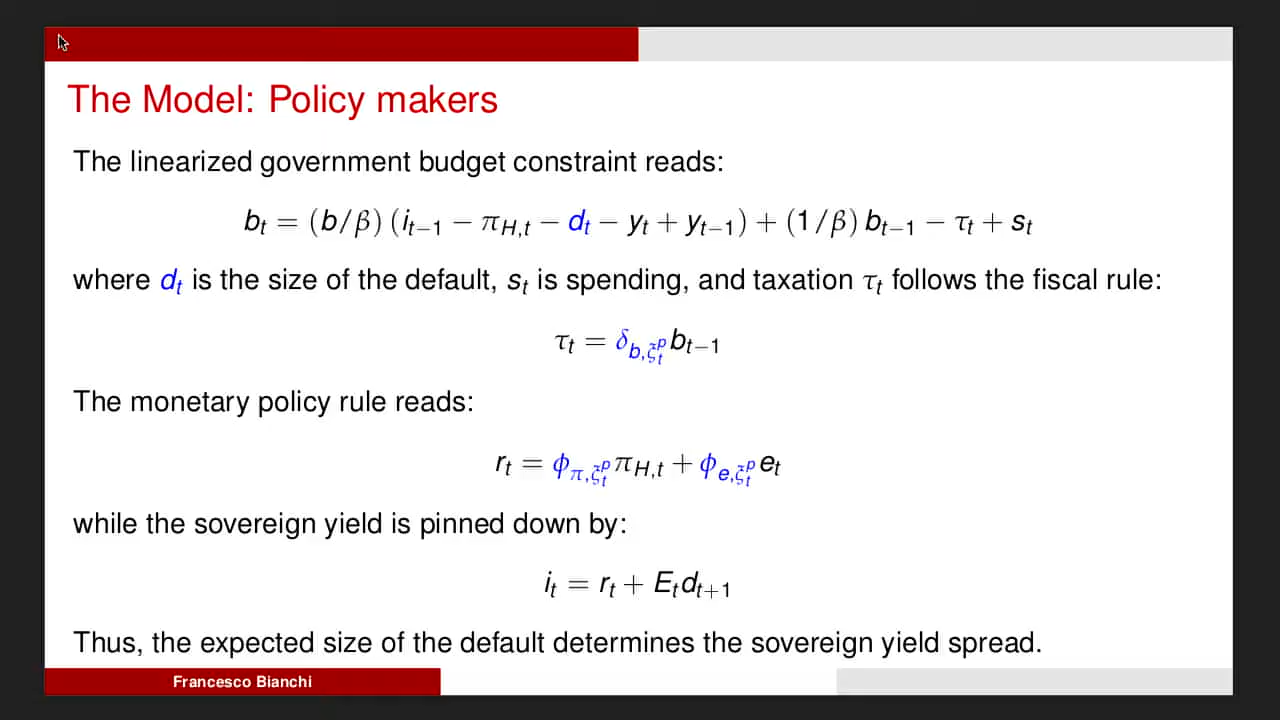 The Model: Policy makers
The linearized government budget constraint reads:
b_t = (b/β) (i_{t−1} − π_{H,t} − d_t − y_t + y_{t−1}) + (1/β) b_{t−1} − τ_t + s_t
where d_t is the size of the default, s_t is spending, and taxation τ_t follows the fiscal rule:
τ_t = δ_{b,ξ_t^p} b_{t−1}
The monetary policy rule reads:
r_t = ϕ_{π,ξ_t^p} π_{H,t} + ϕ_{e,ξ_t^p} e_t
while the sovereign yield is pinned down by:
i_t = r_t + E_t d_{t+1}
Thus, the expected size of the default determines the sovereign yield spread.
Francesco Bianchi